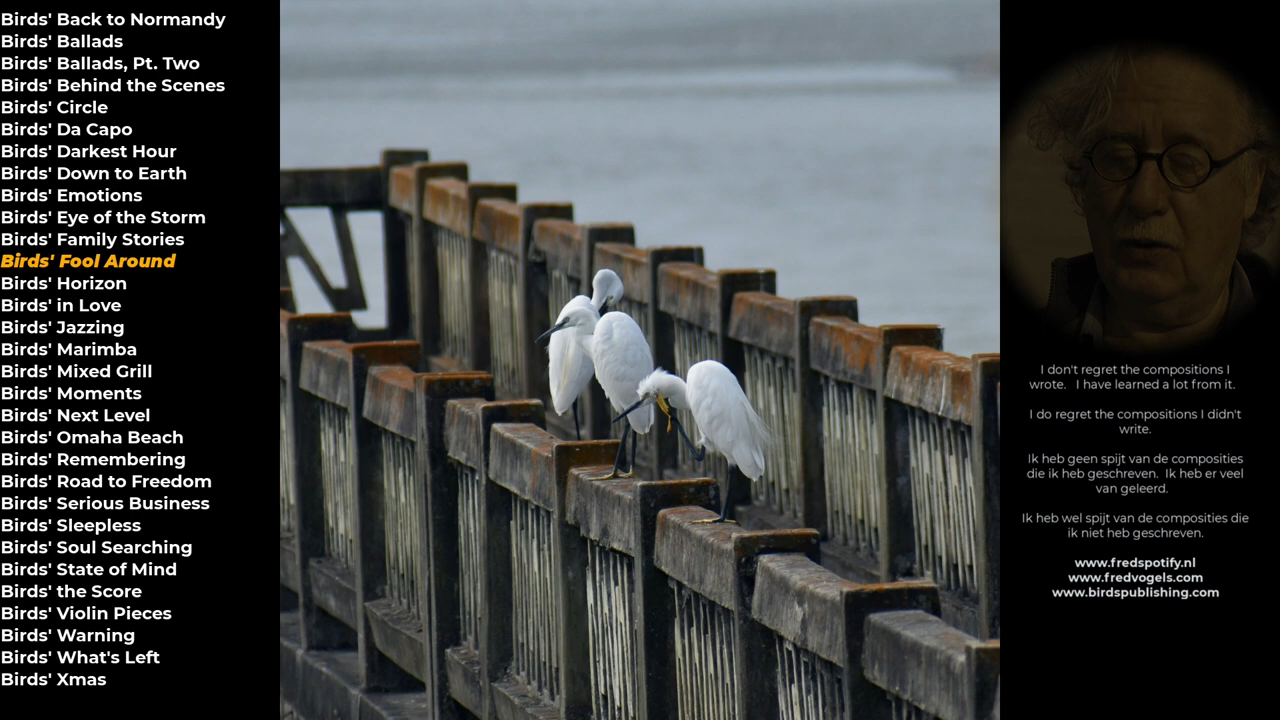 Birds' Back to Normandy
Birds' Ballads
Birds' Ballads, Pt. Two
Birds' Behind the Scenes
Birds' Circle
Birds' Da Capo
Birds' Darkest Hour
Birds' Down to Earth
Birds' Emotions
Birds' Eye of the Storm
Birds' Family Stories
Birds' Fool Around
Birds' Horizon
Birds' in Love
Birds' Jazzing
Birds' Marimba
Birds' Mixed Grill
Birds' Moments
Birds' Next Level
Birds' Omaha Beach
Birds' Remembering
Birds' Road to Freedom
Birds' Serious Business
Birds' Sleepless
Birds' Soul Searching
Birds' State of Mind
Birds' the Score
Birds' Violin Pieces
Birds' Warning
Birds' What's Left
Birds' Xmas
I don't regret the compositions I
wrote.   I have learned a lot from it.
I do regret the compositions I didn't
write.
Ik heb geen spijt van de composities
die ik heb geschreven.  Ik heb er veel
van geleerd.
Ik heb wel spijt van de composities die
ik niet heb geschreven.
www.fredspotify.nl
www.fredvogels.com
www.birdspublishing.com